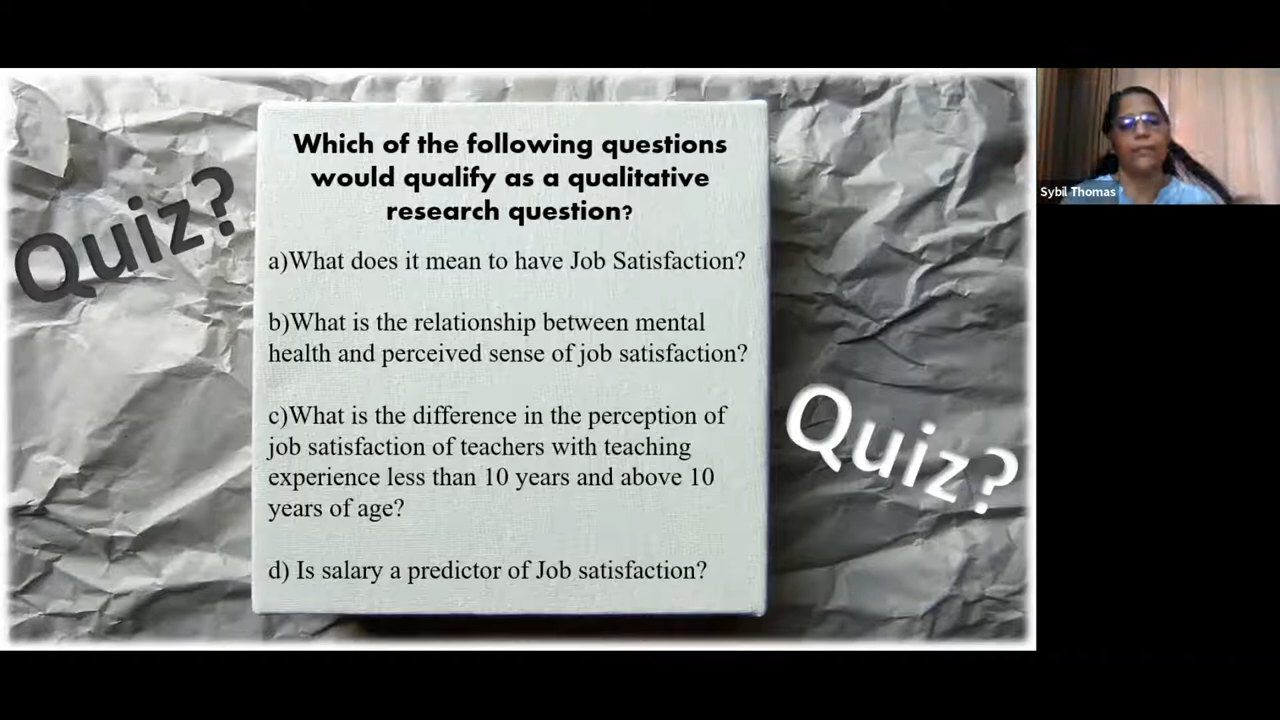 Quiz?
Which of the following questions
would qualify as a qualitative
research question?
a)What does it mean to have Job Satisfaction?
b)What is the relationship between mental
health and perceived sense of job satisfaction?
c)What is the difference in the perception of
job satisfaction of teachers with teaching
experience less than 10 years and above 10
years of age?
d) Is salary a predictor of Job satisfaction?
Quiz?
Sybil Thomas